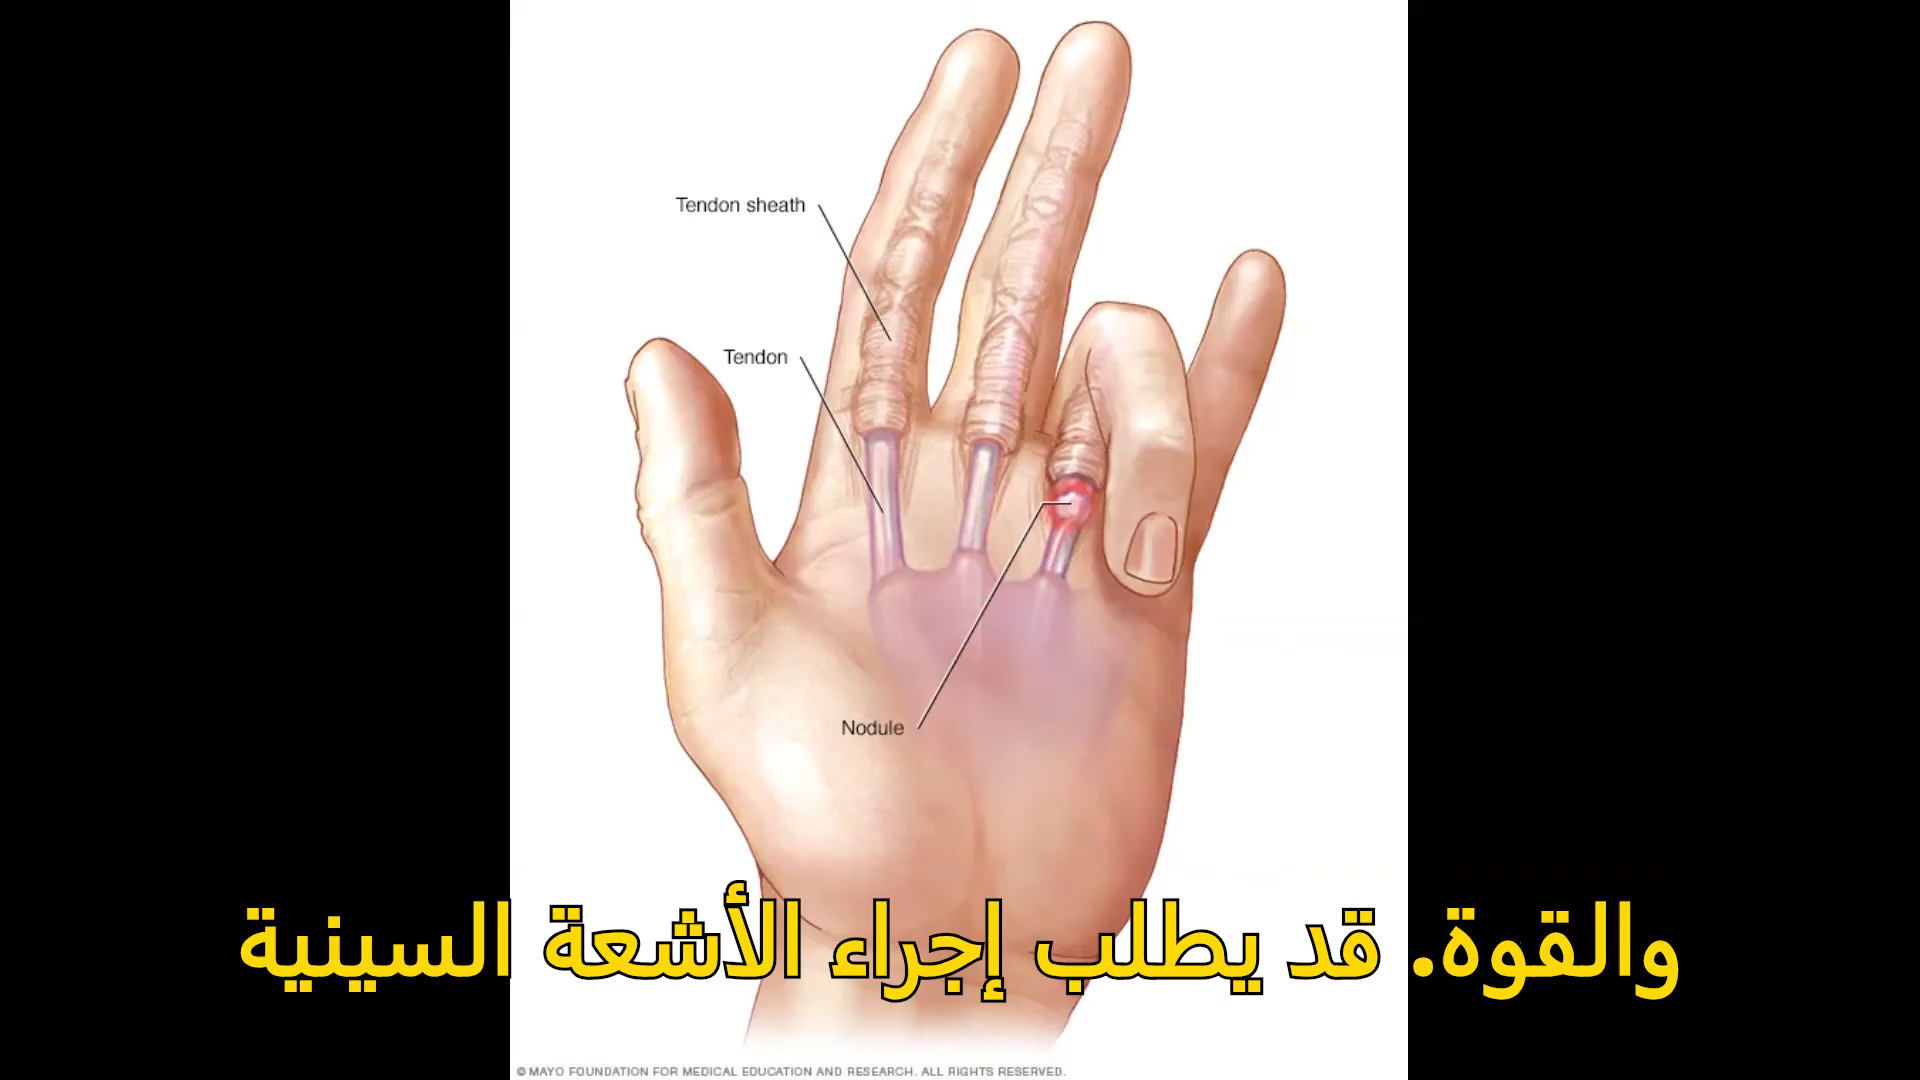 Tendon sheath
Tendon
Nodule
والقوة. قد يطلب إجراء الأشعة السينية
© MAYO FOUNDATION FOR MEDICAL EDUCATION AND RESEARCH. ALL RIGHTS RESERVED.